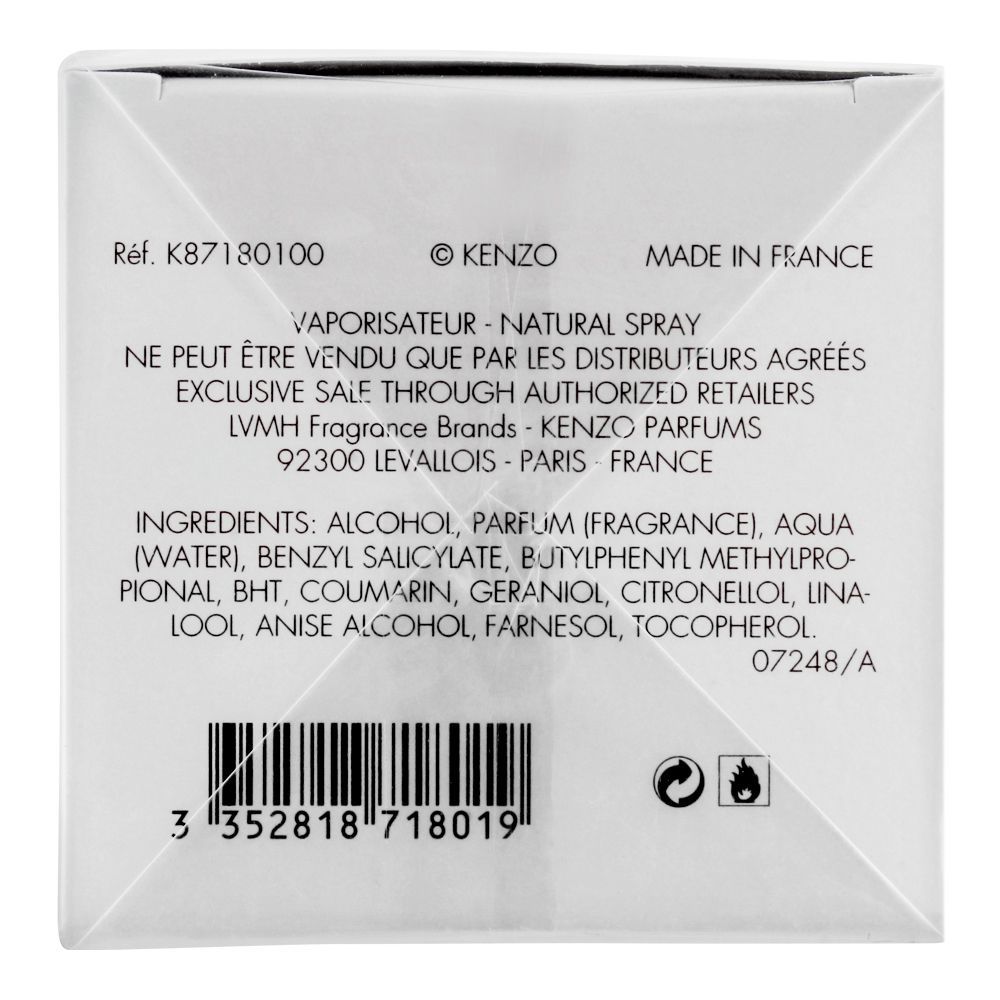 Réf. K87180100 © KENZO MADE IN FRANCE
VAPORISATEUR - NATURAL SPRAY
NE PEUT ÊTRE VENDU QUE PAR LES DISTRIBUTEURS AGRÉÉS
EXCLUSIVE SALE THROUGH AUTHORIZED RETAILERS
LVMH Fragrance Brands - KENZO PARFUMS
92300 LEVALLOIS - PARIS - FRANCE
INGREDIENTS: ALCOHOL, PARFUM (FRAGRANCE), AQUA
(WATER), BENZYL SALICYLATE, BUTYLPHENYL METHYLPRO-
PIONAL, BHT, COUMARIN, GERANIOL, CITRONELLOL, LINA-
LOOL, ANISE ALCOHOL, FARNESOL, TOCOPHEROL.
07248/A
3 352818 718019